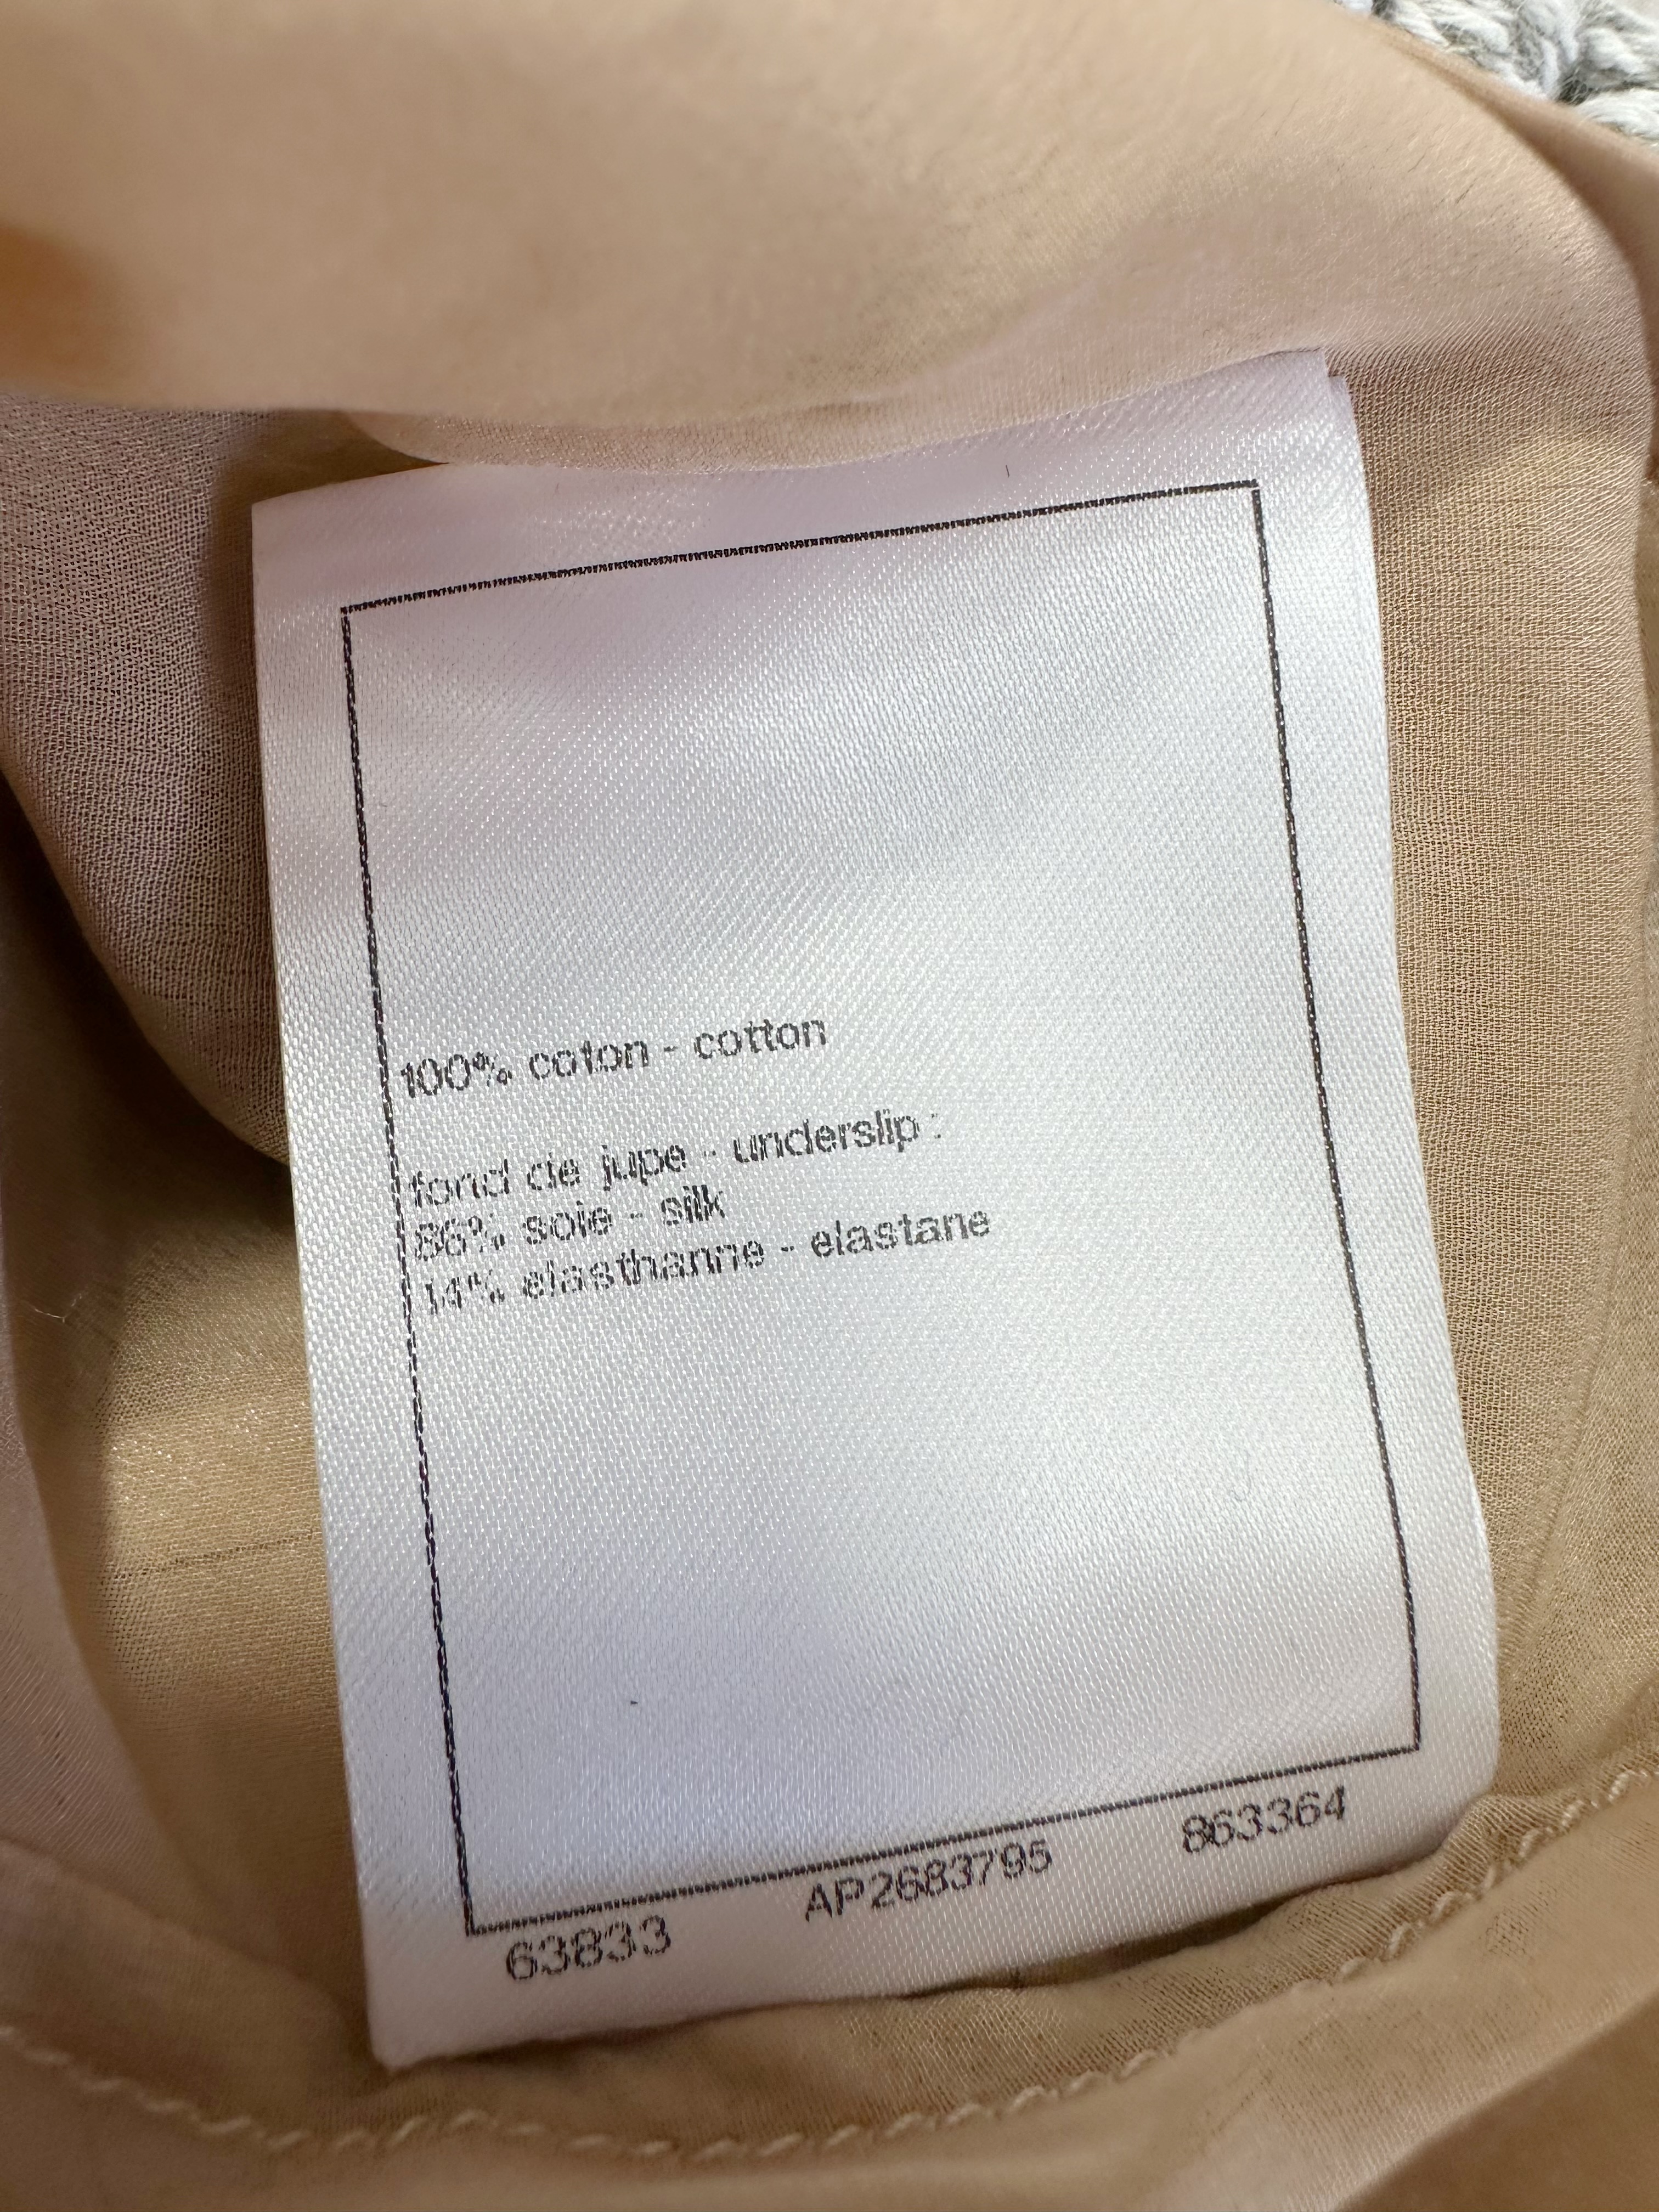 100% coton - cotton
fond de jupe - underslip :
86% soie - silk
14% elasthanne - elastane
63833 AP2683795 863364